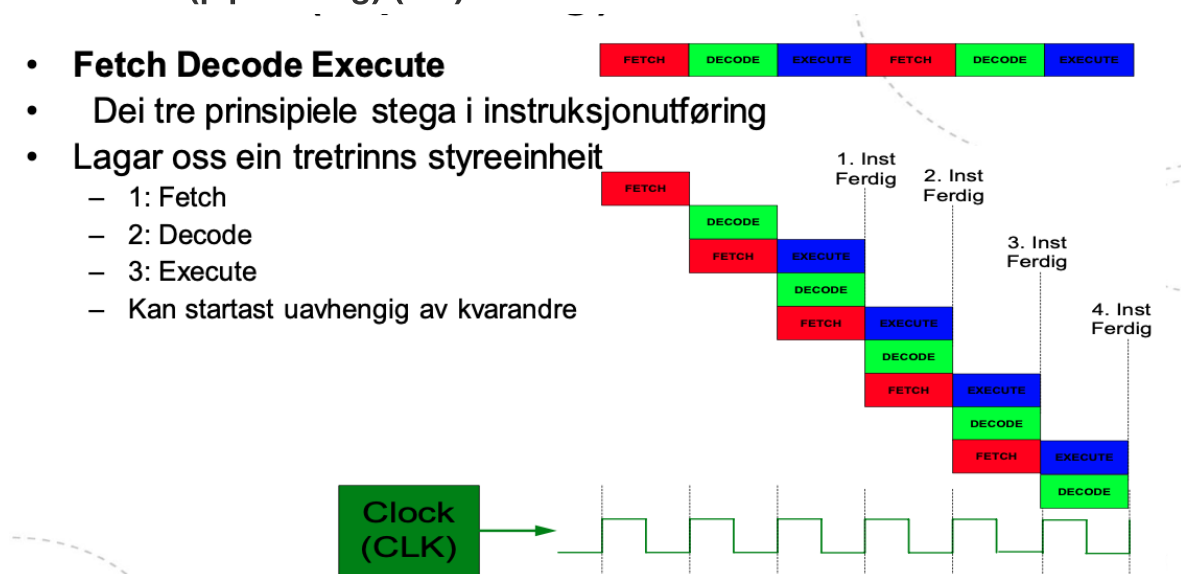 • Fetch Decode Execute
• Dei tre prinsipiele stega i instruksjonutføring
• Lagar oss ein tretrinns styreeinheit
– 1: Fetch
– 2: Decode
– 3: Execute
– Kan startast uavhengig av kvarandre
FETCH DECODE EXECUTE FETCH DECODE EXECUTE
1. Inst
Ferdig
2. Inst
Ferdig
3. Inst
Ferdig
4. Inst
Ferdig
FETCH
DECODE
FETCH EXECUTE
DECODE
FETCH EXECUTE
DECODE
FETCH EXECUTE
DECODE
FETCH EXECUTE
DECODE
Clock
(CLK)